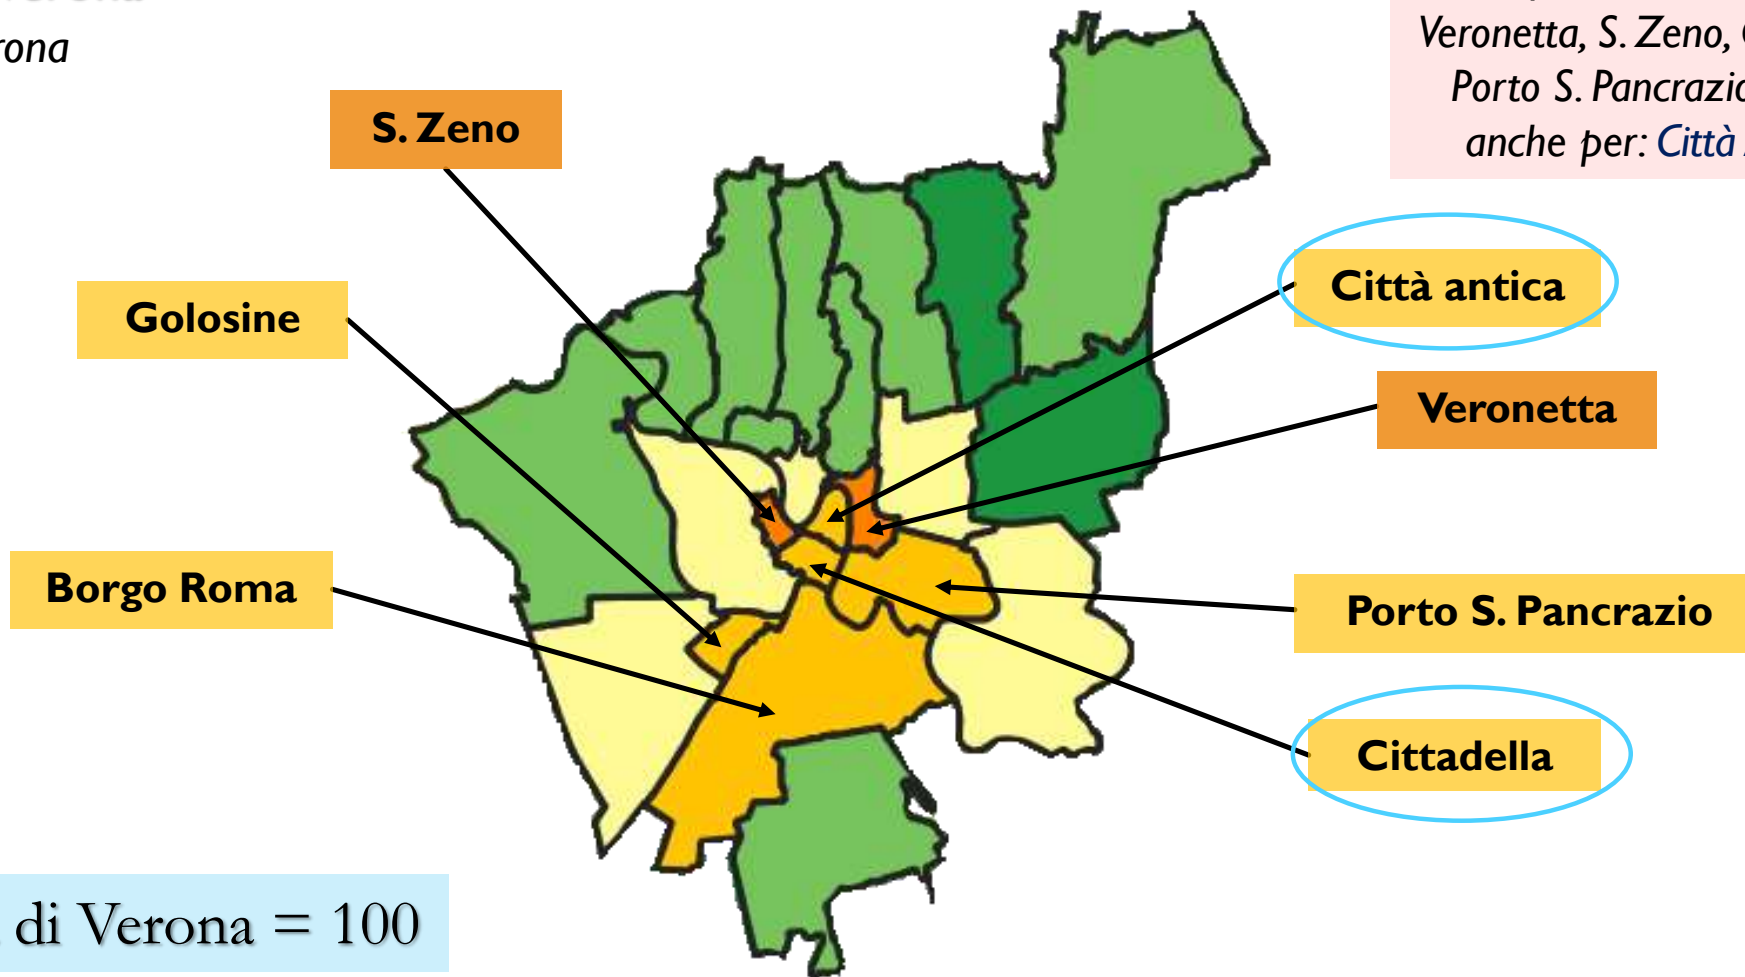 Veronetta, S. Zeno,
Porto S. Pancrazio
anche per: Città
S. Zeno
Città antica
Golosine
Veronetta
Borgo Roma
Porto S. Pancrazio
Cittadella
di Verona = 100